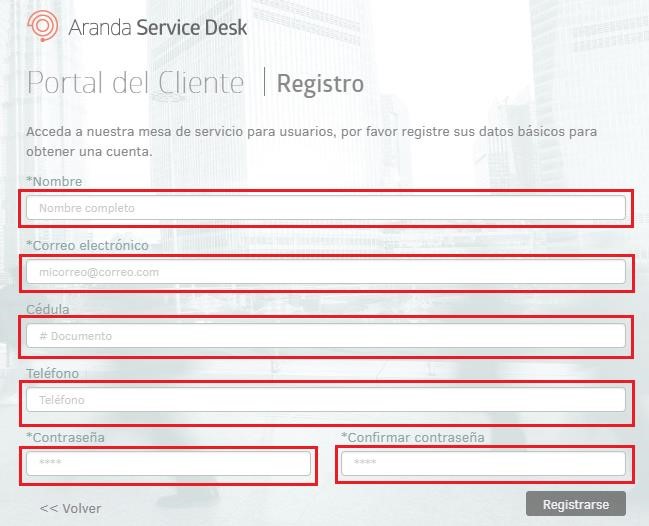 Aranda Service Desk
Portal del Cliente | Registro
Acceda a nuestra mesa de servicio para usuarios, por favor registre sus datos básicos para
obtener una cuenta.
*Nombre
Nombre completo
*Correo electrónico
micorreo@correo.com
Cédula
# Documento
Teléfono
Teléfono
*Contraseña *Confirmar contraseña
**** ****
<< Volver Registrarse